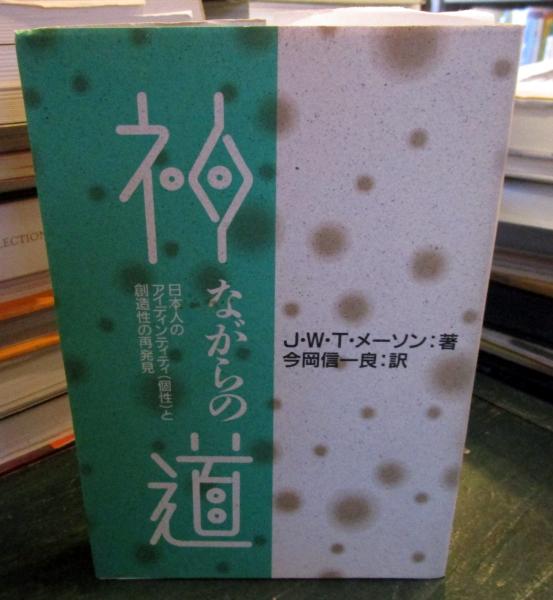 神
ながらの
道
日本人の
アイディンティティ(個性)と
創造性の再発見
J・W・T・メーソン:著
今岡信一良:訳
LECTION